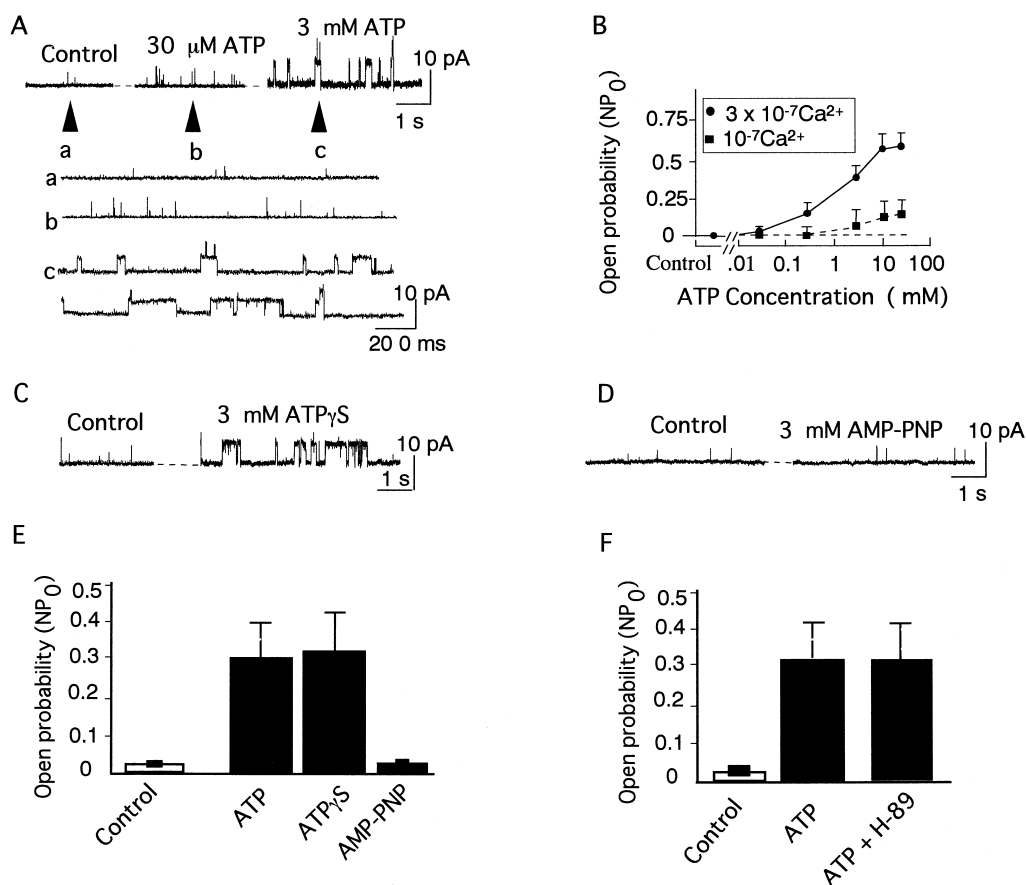 A
Control
30 μM ATP
3 mM ATP
10 pA
1 s
a
b
c
a
b
c
10 pA
20 0 ms
B
Open probability (NP0)
0.75
0.5
0.25
0
3 x 10-7Ca2+
10-7Ca2+
Control
.01
0.1
1
10
100
ATP Concentration ( mM)
C
Control
3 mM ATPγS
10 pA
1 s
D
Control
3 mM AMP-PNP
10 pA
1 s
E
Open probability (NP0)
0.5
0.4
0.3
0.2
0.1
0
Control
ATP
ATPγS
AMP-PNP
F
Open probability (NP0)
0.5
0.4
0.3
0.2
0.1
0
Control
ATP
ATP + H-89